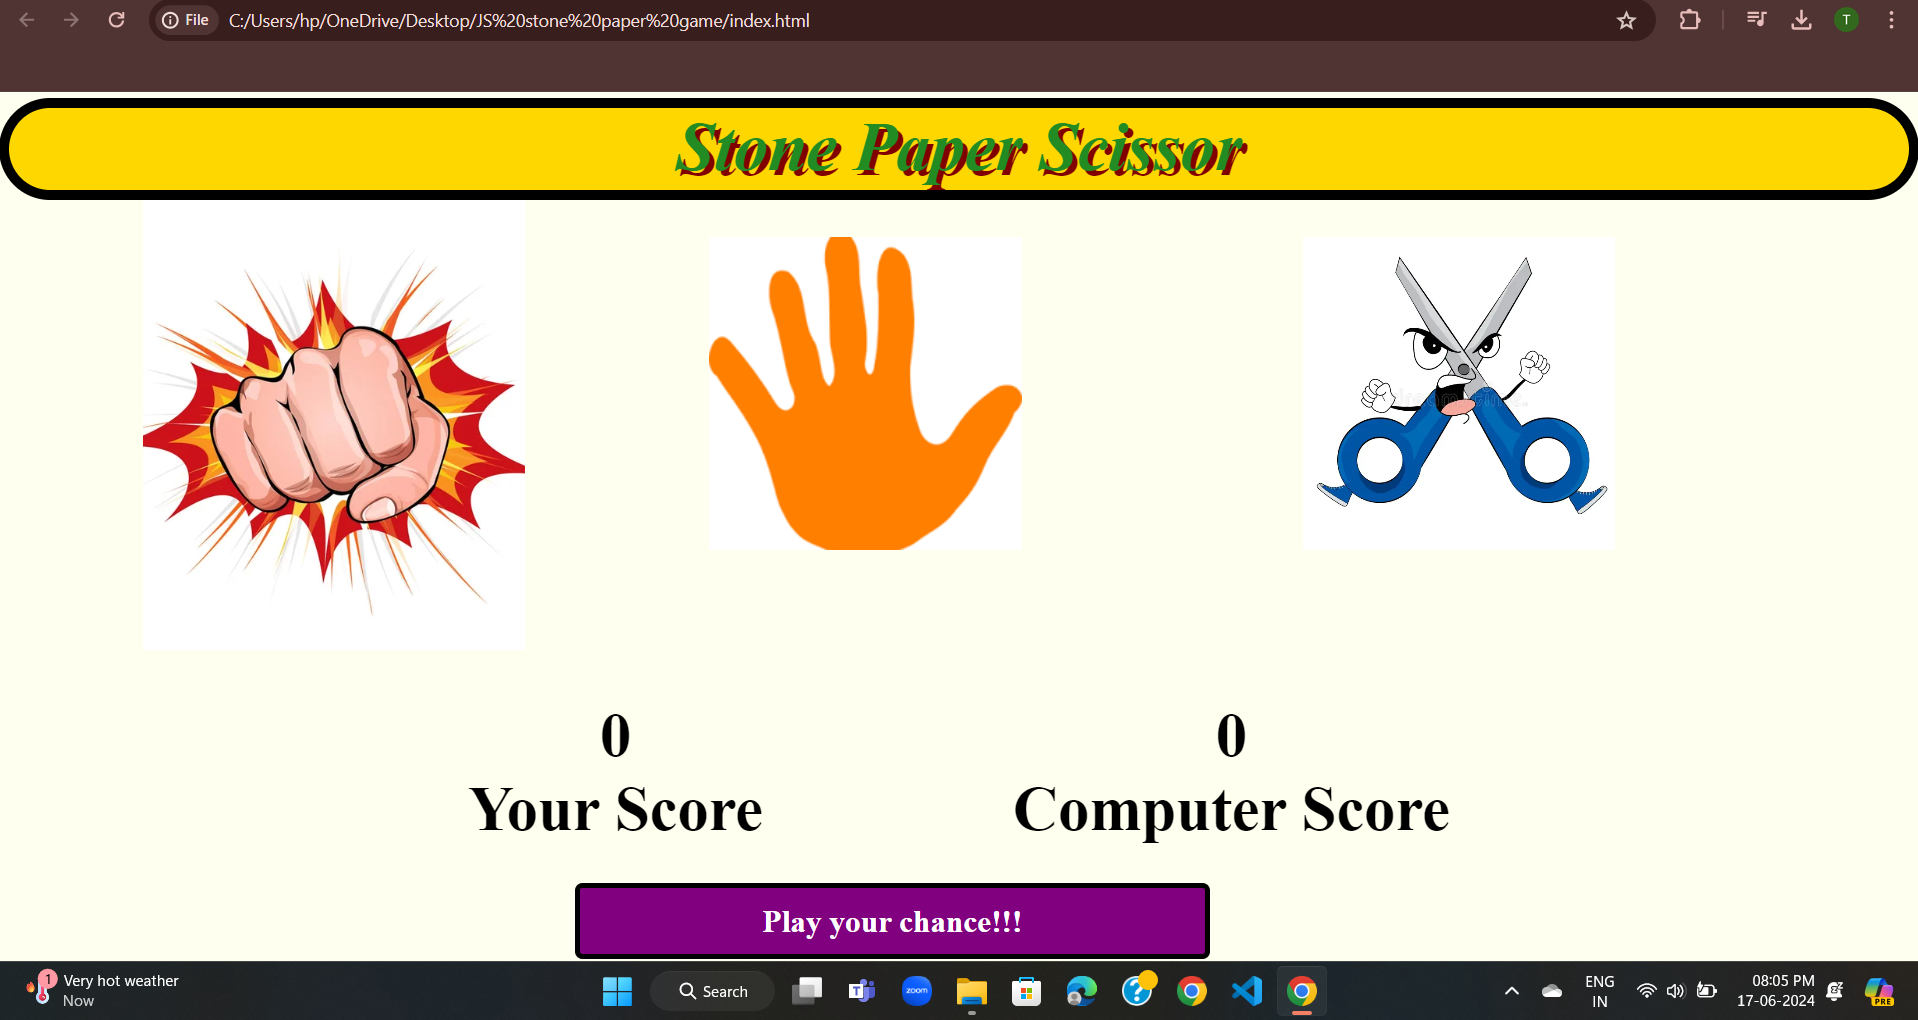 File C:/Users/hp/OneDrive/Desktop/JS%20stone%20paper%20game/index.html
T
Stone Paper Scissor
0
0
Your Score
Computer Score
Play your chance!!!
1
Very hot weather
Now
Search
T
zoom
?
ENG
IN
08:05 PM
17-06-2024
PRE